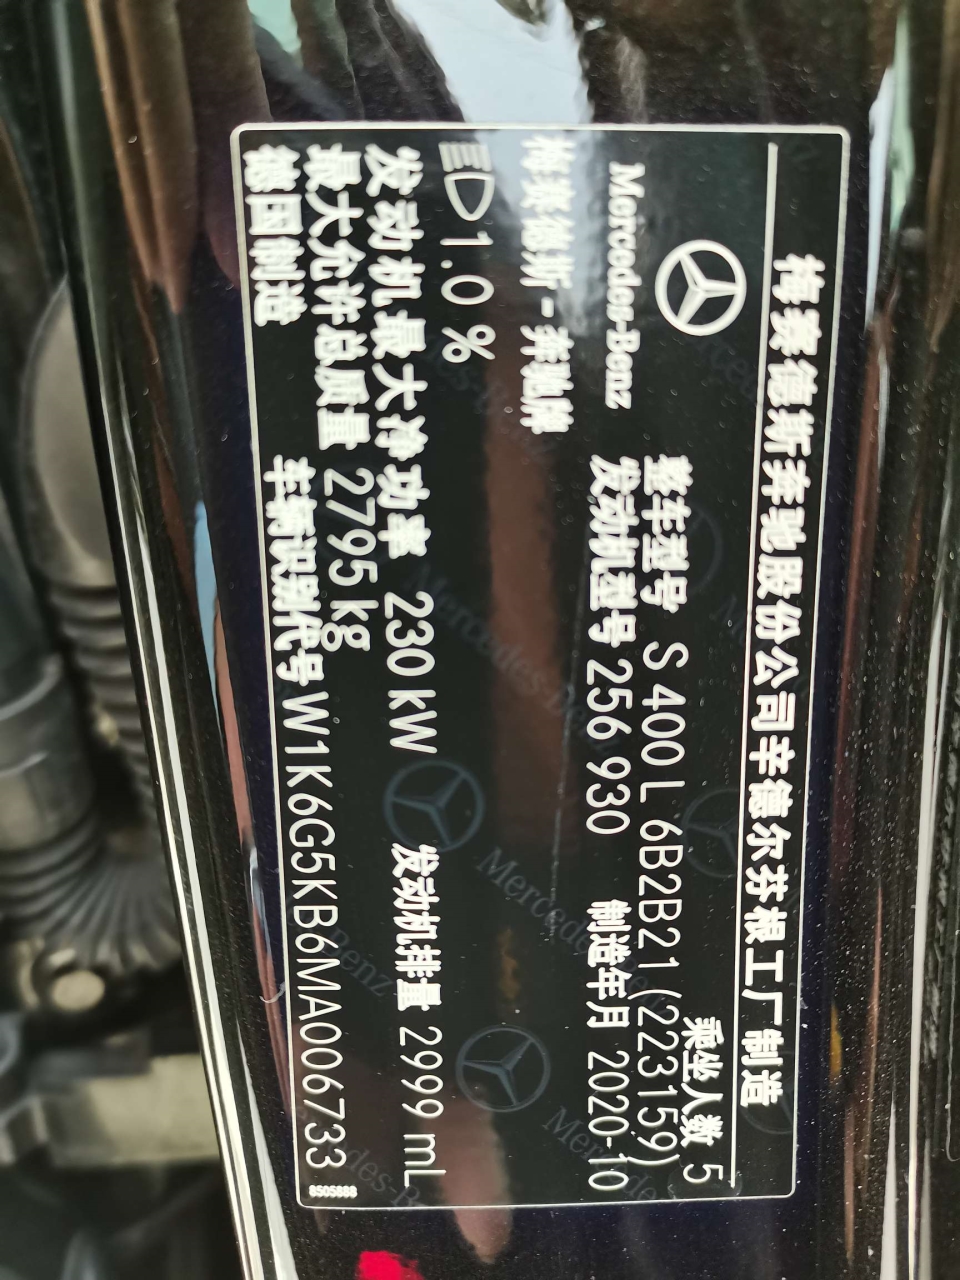 梅赛德斯奔驰股份公司辛德尔芬根工厂制造
乘坐人数 5
Mercedes-Benz
整车型号 S 400 L 6B2B21 (223159)
发动机型号 256 930 制造年月 2020-10
梅赛德斯-奔驰牌
1.0 %
发动机最大净功率 230 kW 发动机排量 2999 mL
最大允许总质量 2795 kg
德国制造 车辆识别代号 W1K6G5KB6MA006733
8505888